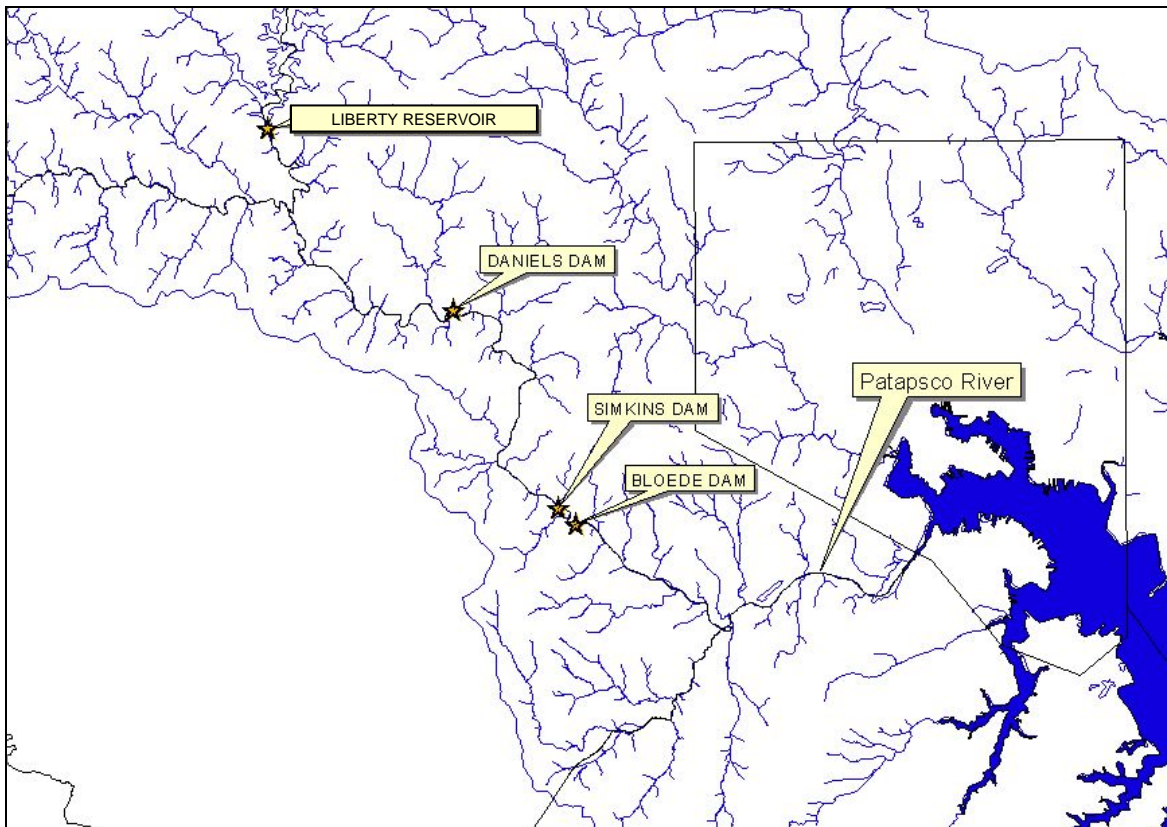 LIBERTY RESERVOIR
DANIELS DAM
Patapsco River
SIMKINS DAM
BLOEDE DAM